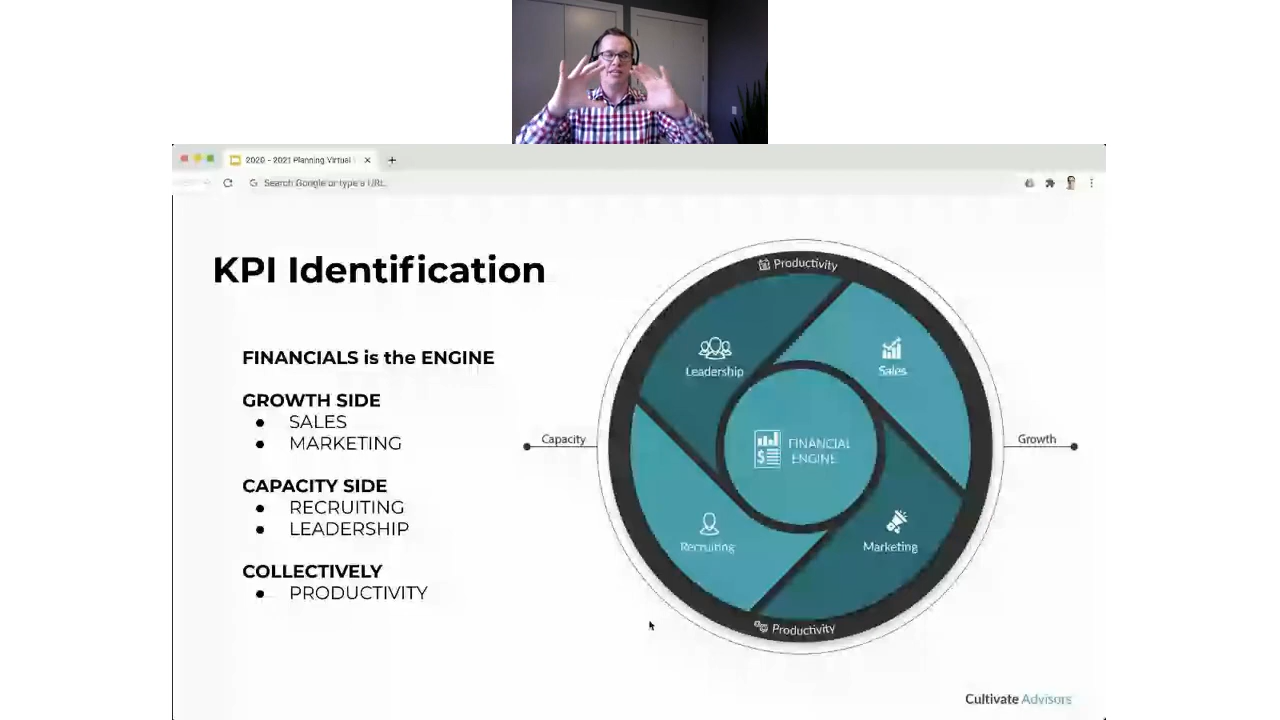 2020 - 2021 Planning Virtual
Search Google or type a URL
KPI Identification
FINANCIALS is the ENGINE
GROWTH SIDE
● SALES
● MARKETING
CAPACITY SIDE
● RECRUITING
● LEADERSHIP
COLLECTIVELY
● PRODUCTIVITY
Productivity
Leadership
Sales
Capacity
FINANCIAL
ENGINE
Growth
Recruiting
Marketing
Productivity
Cultivate Advisors